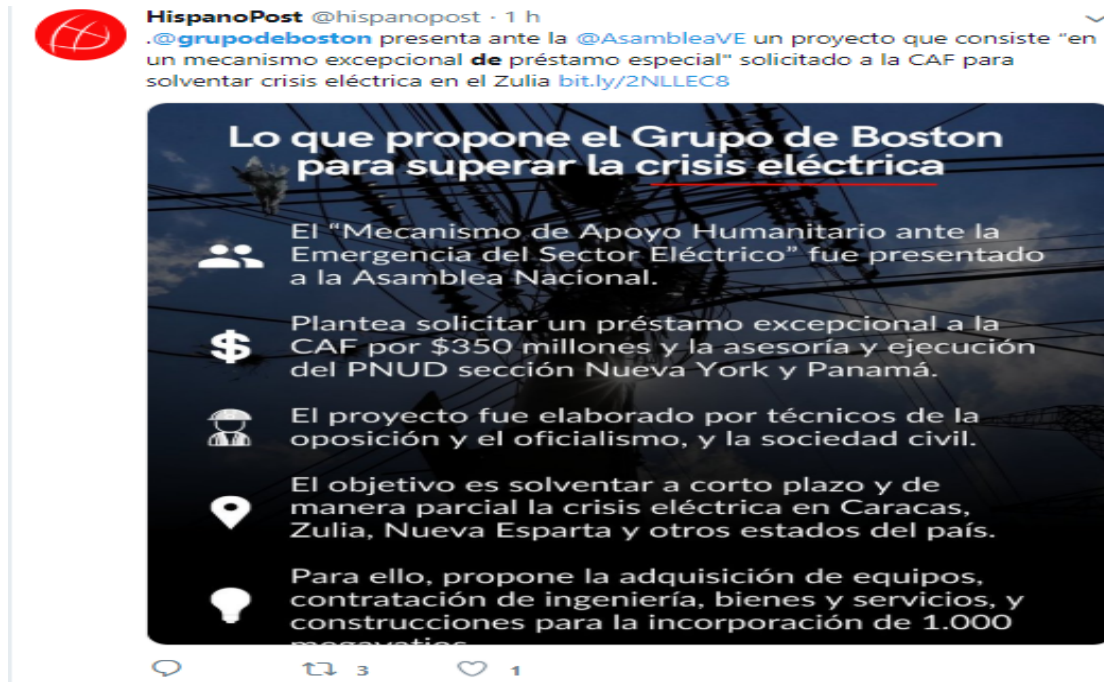 HispanoPost @hispanopost · 1 h
.@grupodeboston presenta ante la @AsambleaVE un proyecto que consiste "en
un mecanismo excepcional de préstamo especial" solicitado a la CAF para
solventar crisis eléctrica en el Zulia bit.ly/2NLLEC8
Lo que propone el Grupo de Boston
para superar la crisis eléctrica
El “Mecanismo de Apoyo Humanitario ante la
Emergencia del Sector Eléctrico” fue presentado
a la Asamblea Nacional.
Plantea solicitar un préstamo excepcional a la
CAF por $350 millones y la asesoría y ejecución
del PNUD sección Nueva York y Panamá.
El proyecto fue elaborado por técnicos de la
oposición y el oficialismo, y la sociedad civil.
El objetivo es solventar a corto plazo y de
manera parcial la crisis eléctrica en Caracas,
Zulia, Nueva Esparta y otros estados del país.
Para ello, propone la adquisición de equipos,
contratación de ingeniería, bienes y servicios, y
construcciones para la incorporación de 1.000
megavatios
3
1